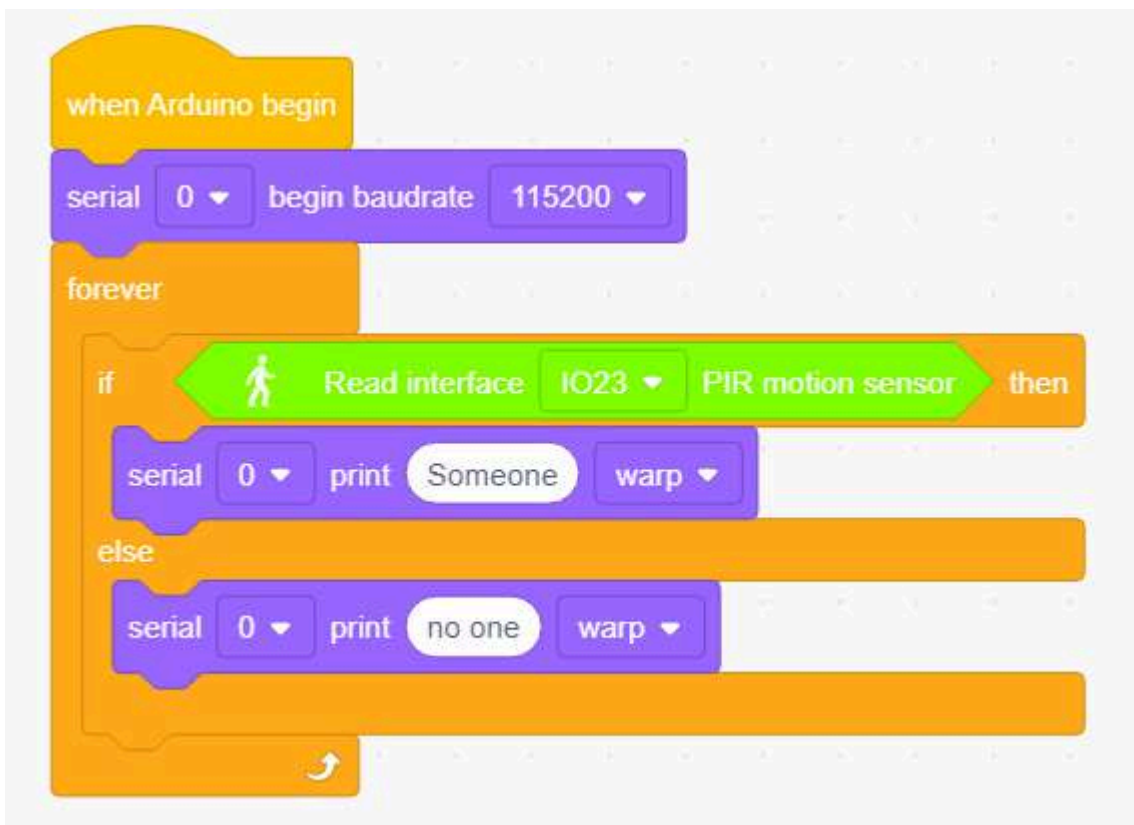 when Arduino begin
serial 0 begin baudrate 115200
forever
if Read interface IO23 PIR motion sensor then
serial 0 print Someone warp
else
serial 0 print no one warp